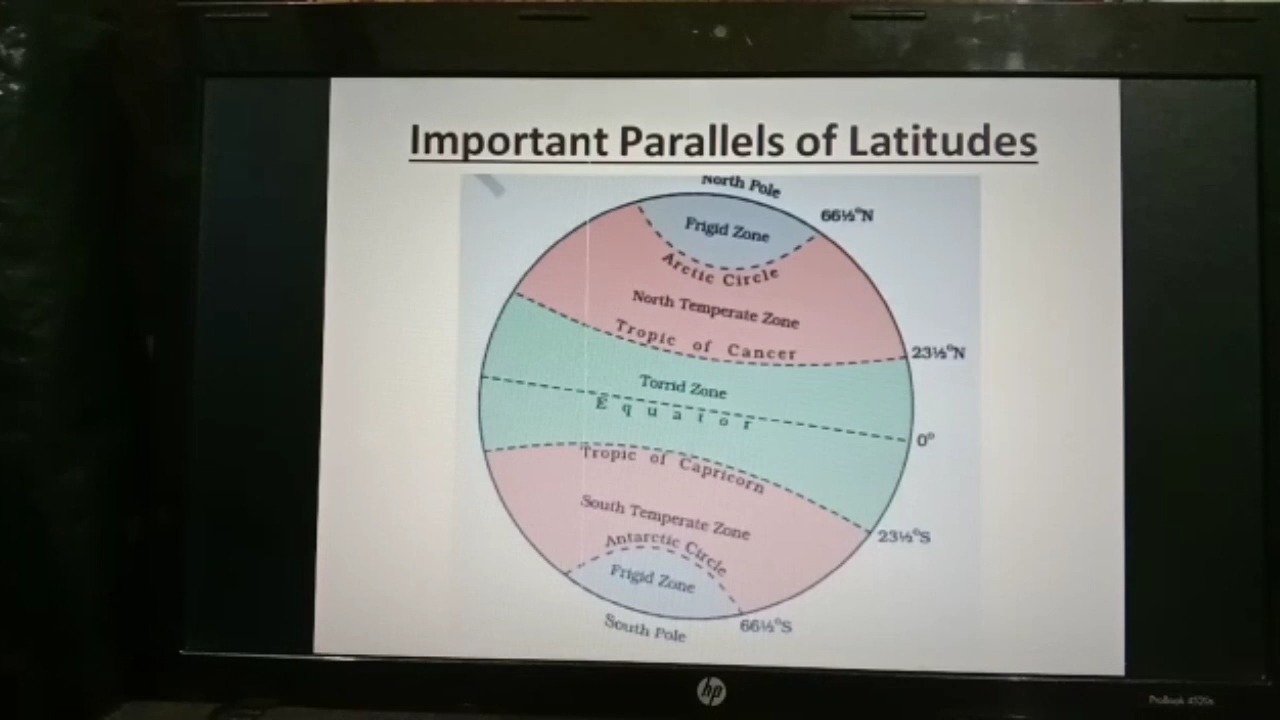 Important Parallels of Latitudes
North Pole
66½°N
Frigid Zone
Arctic Circle
North Temperate Zone
Tropic of Cancer
23½°N
Torrid Zone
Equator
0°
Tropic of Capricorn
South Temperate Zone
23½°S
Antarctic Circle
Frigid Zone
South Pole
66½°S
hp
ProBook 4520s